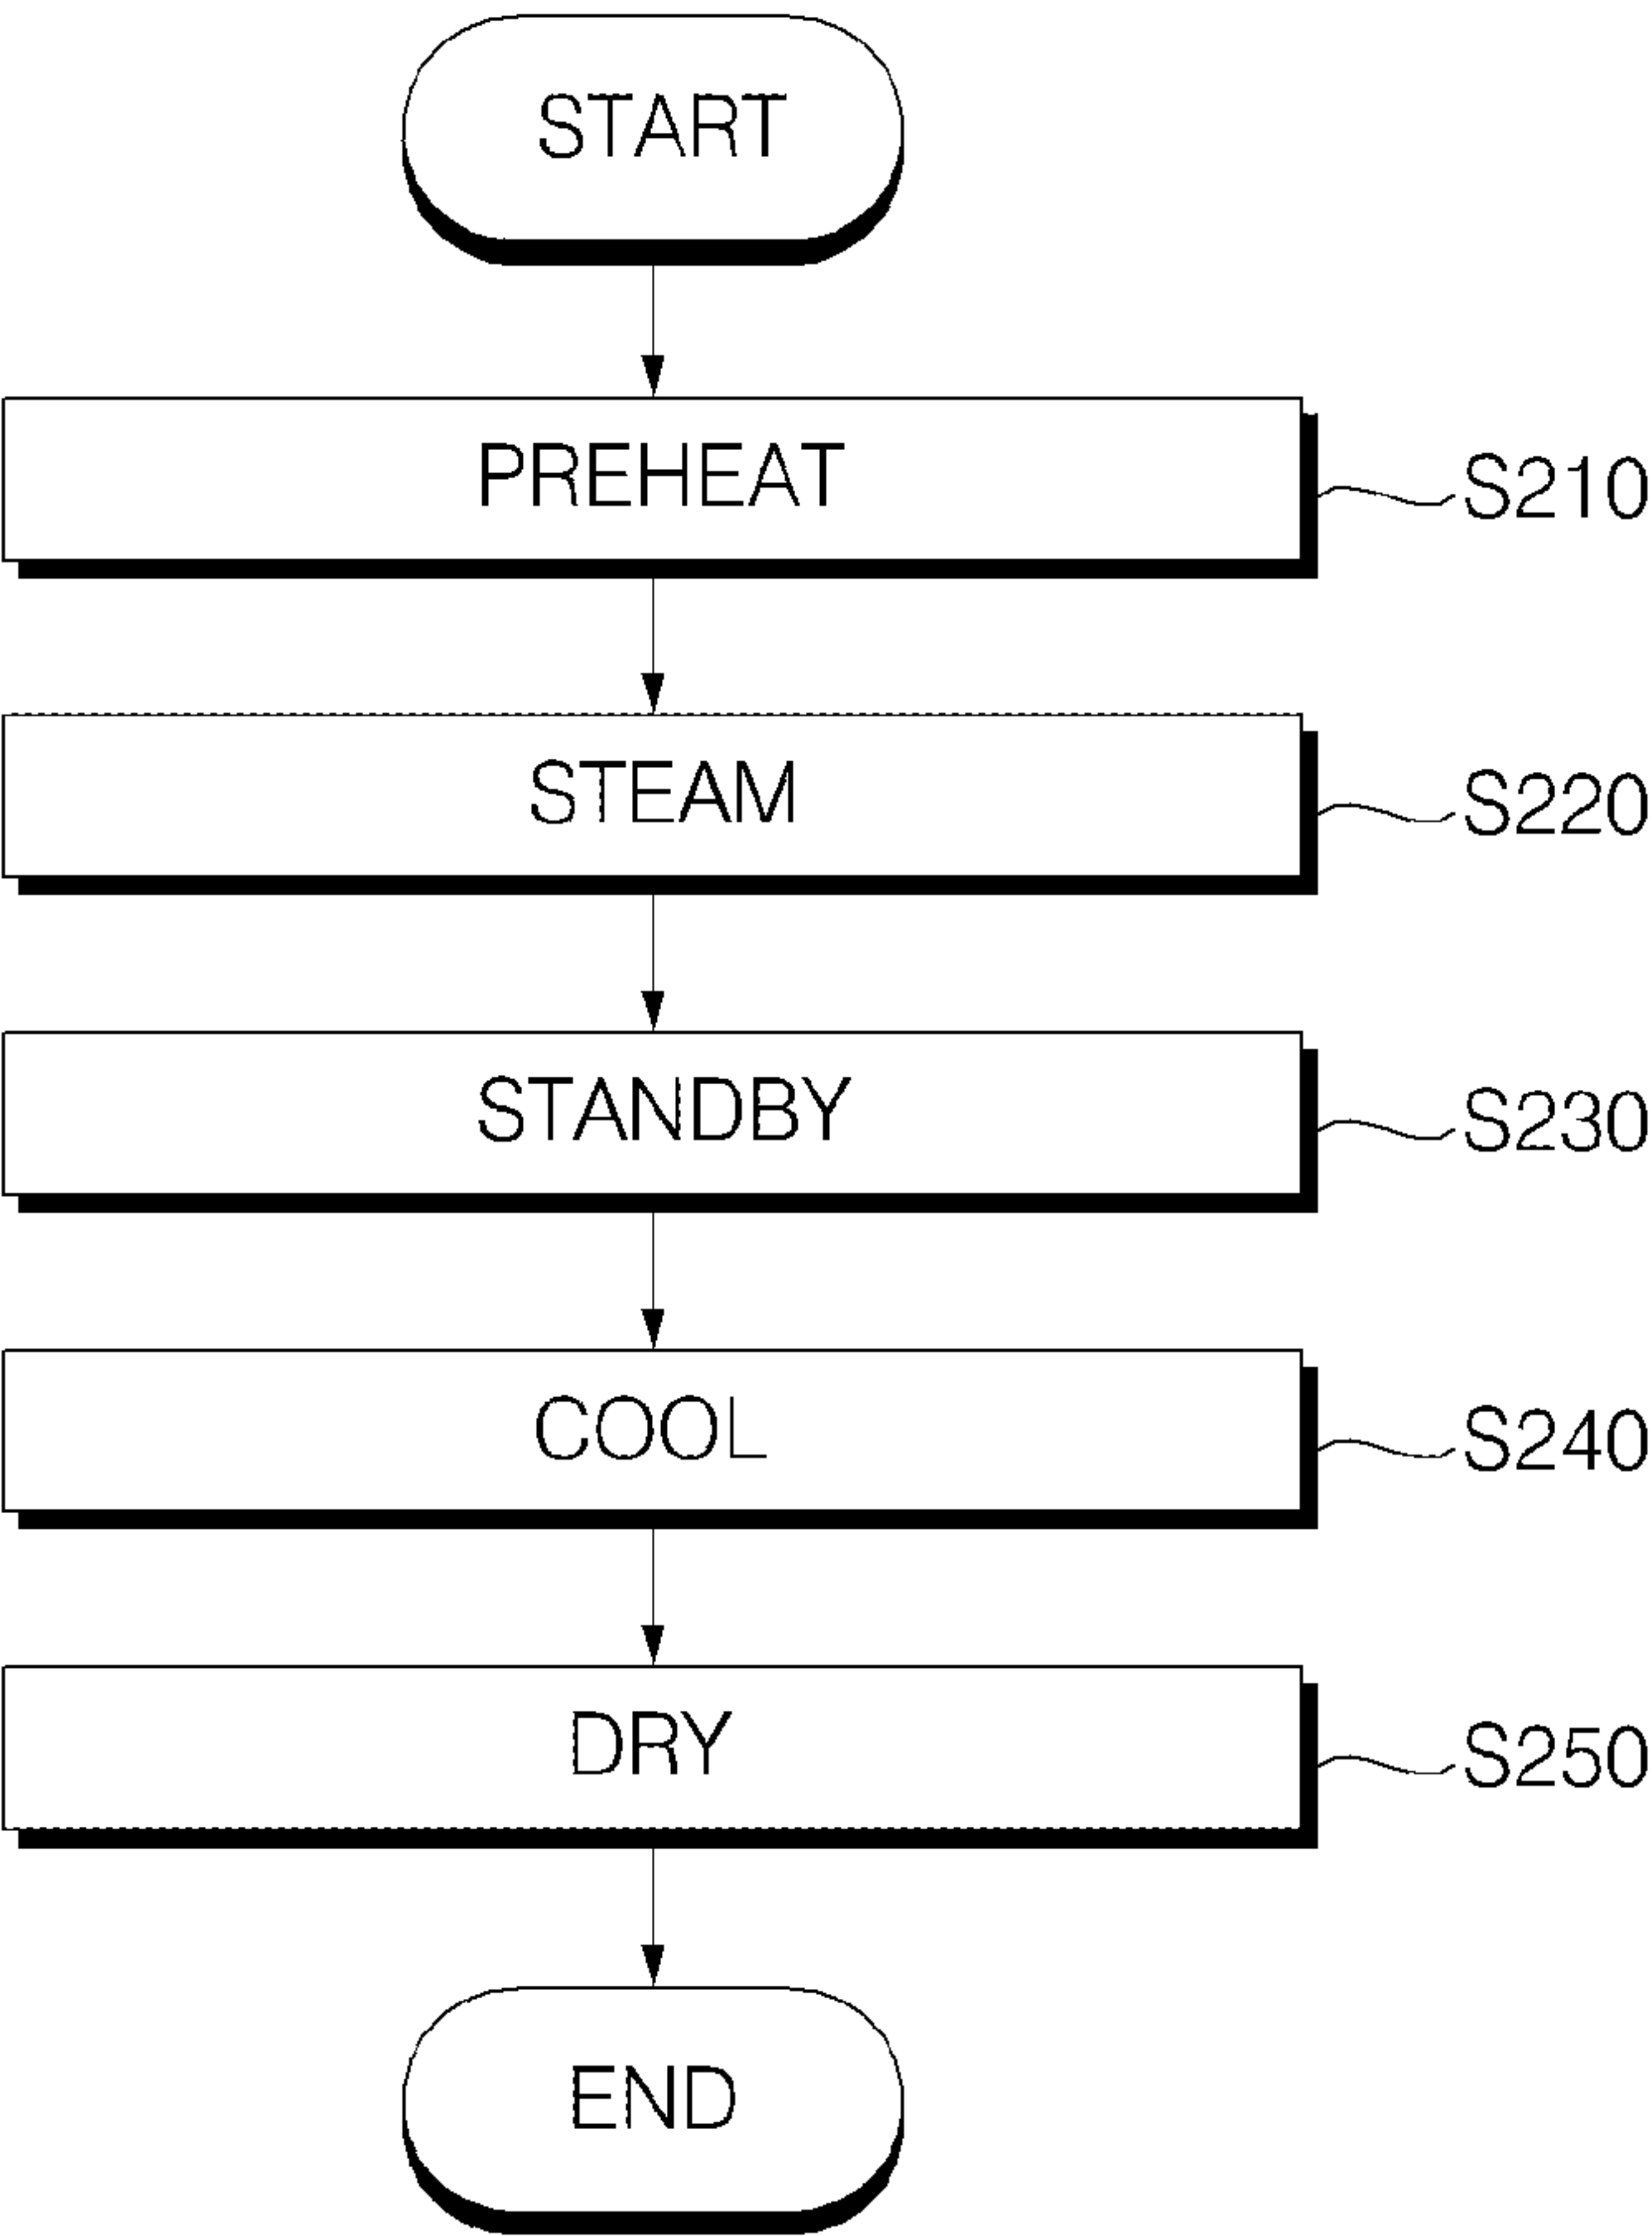 START
PREHEAT
S210
STEAM
S220
STANDBY
S230
COOL
S240
DRY
S250
END